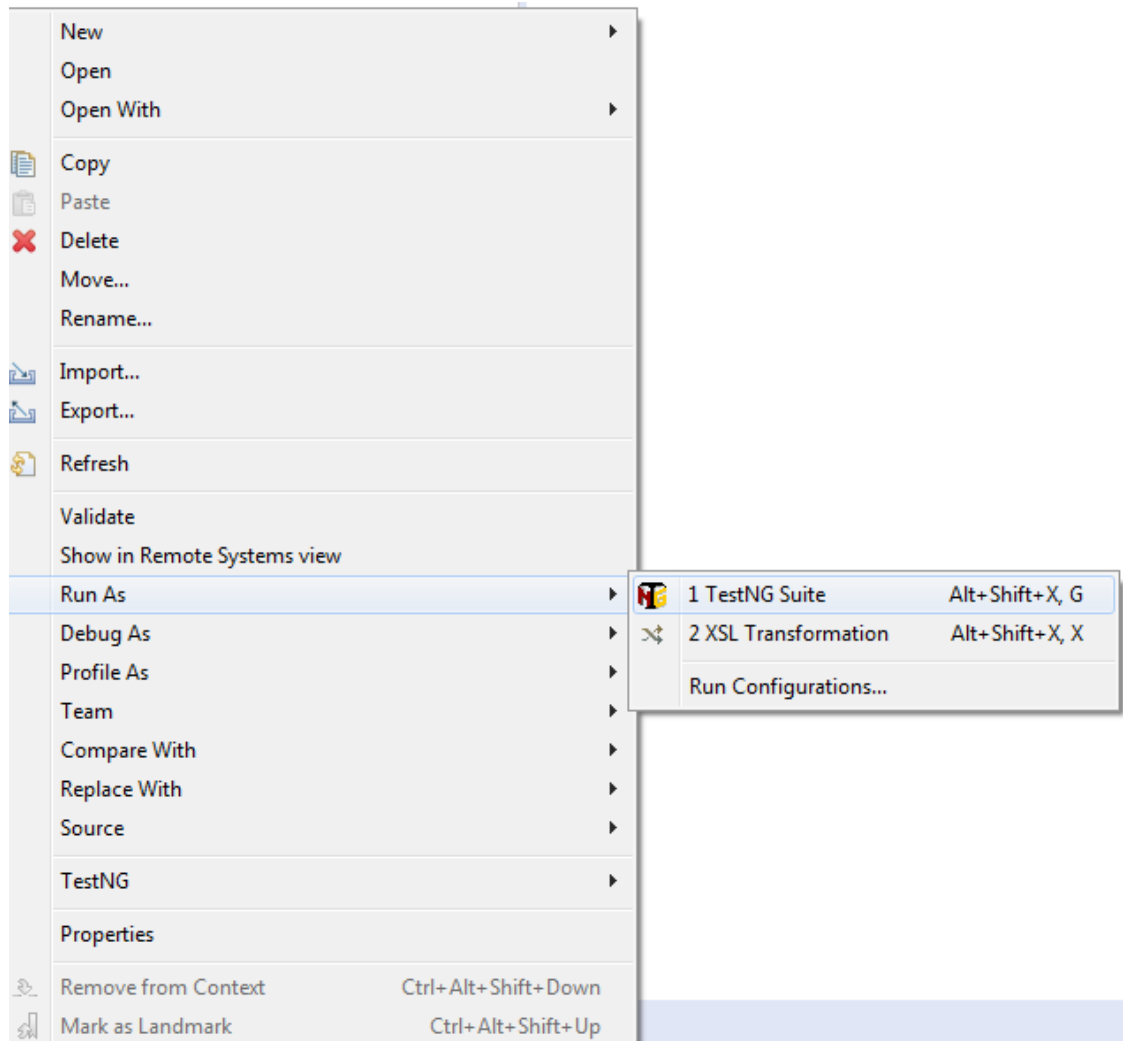 New
Open
Open With
Copy
Paste
Delete
Move...
Rename...
Import...
Export...
Refresh
Validate
Show in Remote Systems view
Run As
Debug As
Profile As
Team
Compare With
Replace With
Source
TestNG
Properties
Remove from Context Ctrl+Alt+Shift+Down
Mark as Landmark Ctrl+Alt+Shift+Up
1 TestNG Suite Alt+Shift+X, G
2 XSL Transformation Alt+Shift+X, X
Run Configurations...